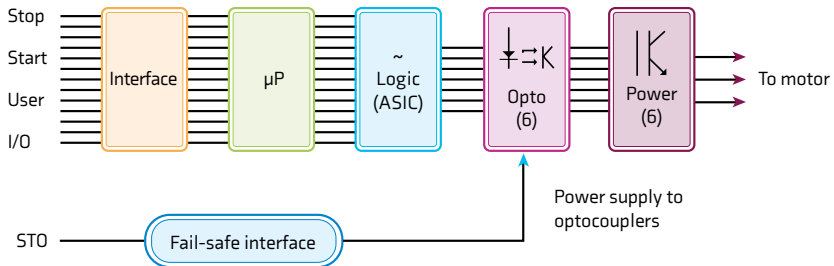 Stop
Start
User
I/O
Interface
µP
~
Logic
(ASIC)
Opto
(6)
Power
(6)
To motor
Power supply to
optocouplers
STO
Fail-safe interface